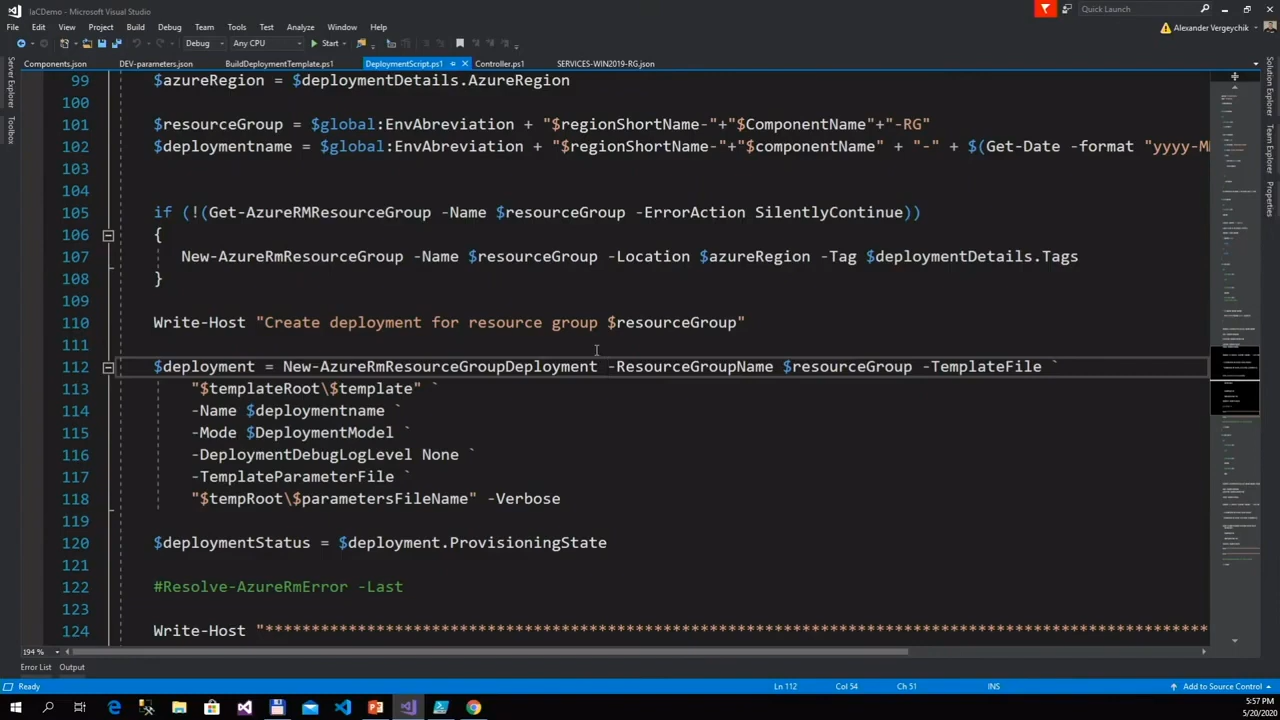 iaCDemo - Microsoft Visual Studio
Quick Launch
File Edit View Project Debug Team Tools Test Analyze Window Help
Alexander Vergeychik
Debug Any CPU Start
Components.json DEV-parameters.json BuildDeploymentTemplate.ps1 DeploymentScript.ps1 Controller.ps1 SERVICES-WIN2019-RG.json
Server Explorer
Toolbox
Solution Explorer
Team Explorer
Properties
99 $azureRegion = $deploymentDetails.AzureRegion
100
101 $resourceGroup = $global:EnvAbreviation + "$regionShortName-"+"$ComponentName"+"-RG"
102 $deploymentname = $global:EnvAbreviation + "$regionShortName-"+"$componentName" + "-" + $(Get-Date -format "yyyy-M
103
104
105 if (!(Get-AzureRMResourceGroup -Name $resourceGroup -ErrorAction SilentlyContinue))
106 {
107 New-AzureRmResourceGroup -Name $resourceGroup -Location $azureRegion -Tag $deploymentDetails.Tags
108 }
109
110 Write-Host "Create deployment for resource group $resourceGroup"
111
112 $deployment = New-AzureRmResourceGroupDeployment -ResourceGroupName $resourceGroup -TemplateFile `
113 "$templateRoot\$template" `
114 -Name $deploymentname `
115 -Mode $DeploymentModel `
116 -DeploymentDebugLogLevel None `
117 -TemplateParameterFile `
118 "$tempRoot\$parametersFileName" -Verbose
119
120 $deploymentStatus = $deployment.ProvisioningState
121
122 #Resolve-AzureRmError -Last
123
124 Write-Host "*******************************************************************************************************
194 %
Error List Output
Ready Ln 112 Col 54 Ch 51 INS Add to Source Control
5:57 PM
5/20/2020